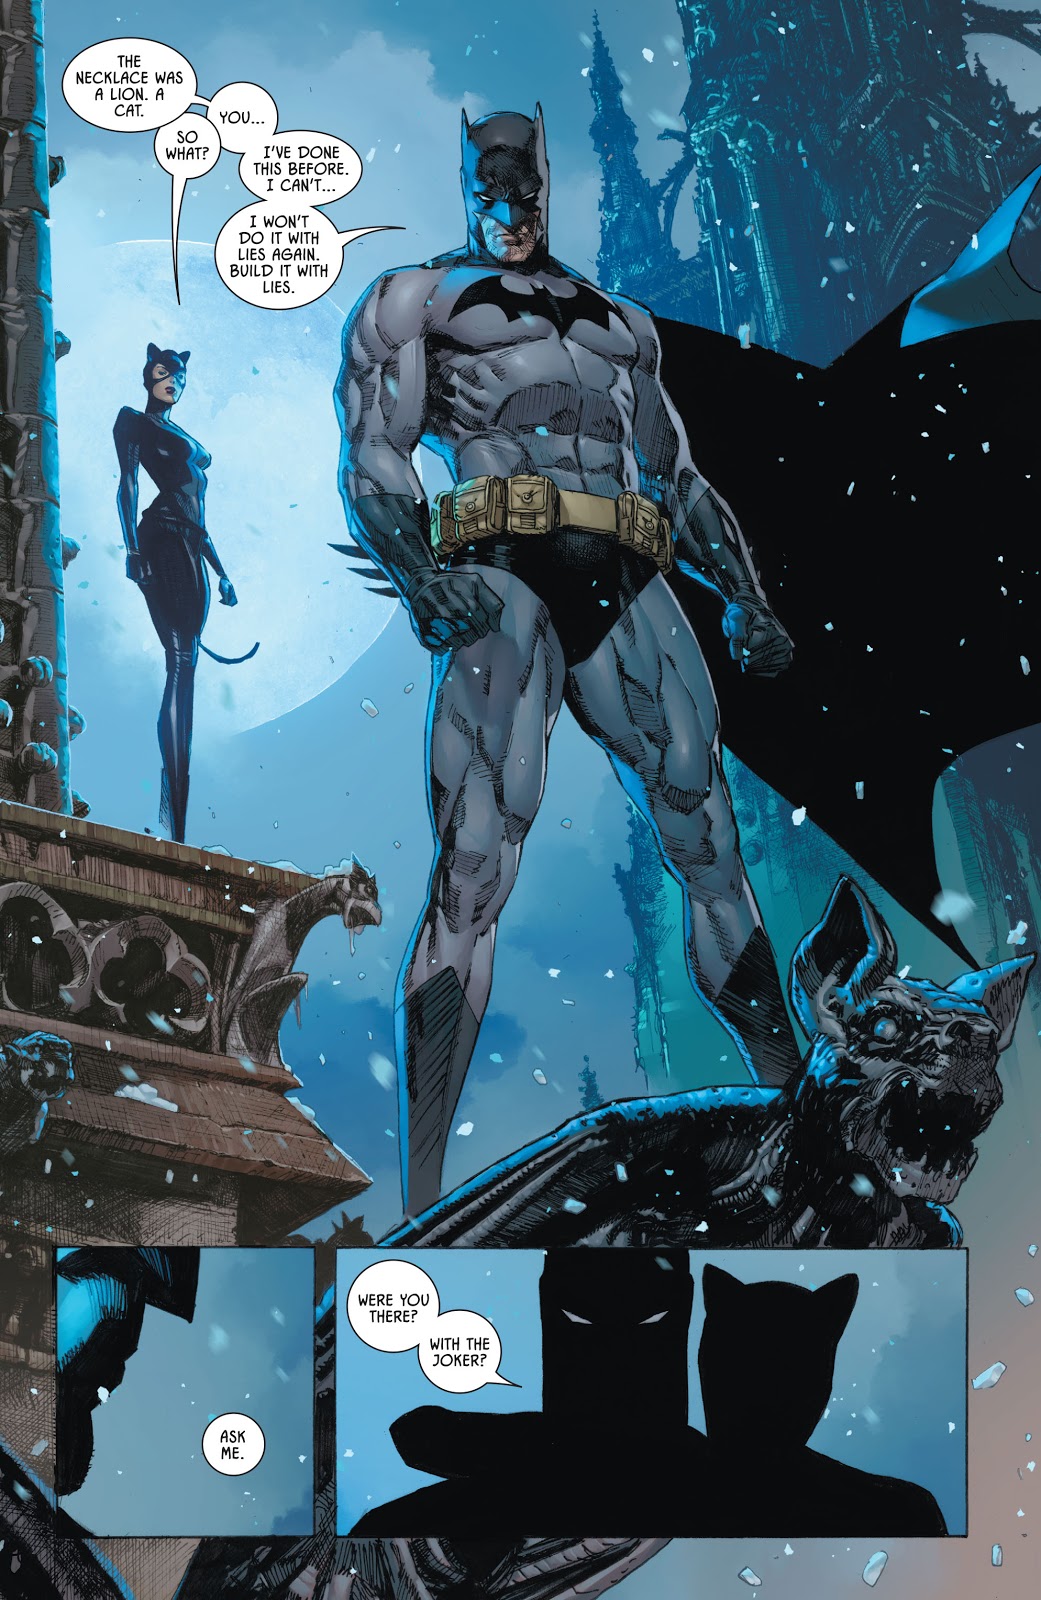 THE
NECKLACE WAS
A LION. A
CAT.
SO
WHAT?
YOU...
I'VE DONE
THIS BEFORE.
I CAN'T...
I WON'T
DO IT WITH
LIES AGAIN.
BUILD IT WITH
LIES.
ASK
ME.
WERE YOU
THERE?
WITH THE
JOKER?